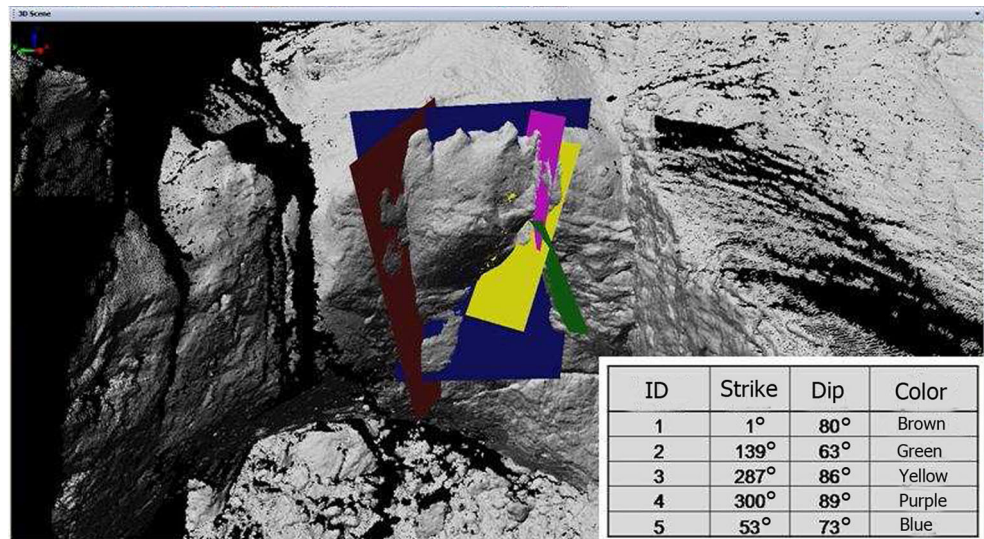 3D Scene
ID Strike Dip Color
1 1° 80° Brown
2 139° 63° Green
3 287° 86° Yellow
4 300° 89° Purple
5 53° 73° Blue